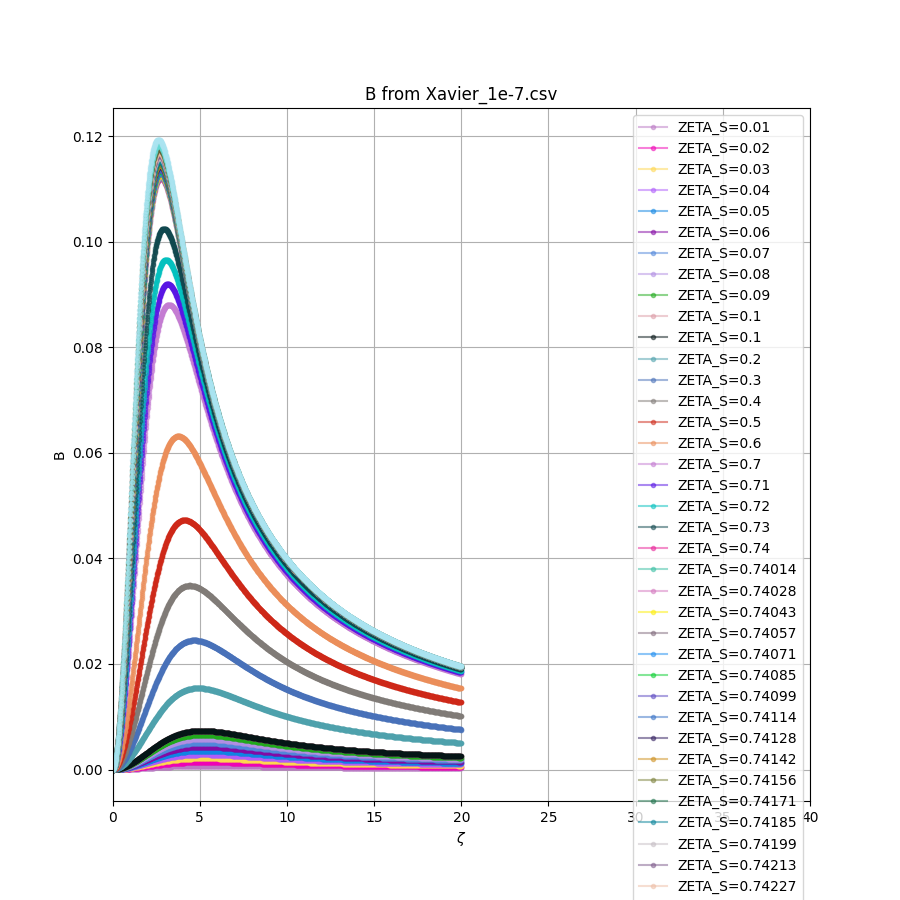 B from Xavier_1e-7.csv
0.12
0.10
0.08
0.06
0.04
0.02
0.00
B
0 5 10 15 20 25 30 35 40
ζ
ZETA_S=0.01
ZETA_S=0.02
ZETA_S=0.03
ZETA_S=0.04
ZETA_S=0.05
ZETA_S=0.06
ZETA_S=0.07
ZETA_S=0.08
ZETA_S=0.09
ZETA_S=0.1
ZETA_S=0.1
ZETA_S=0.2
ZETA_S=0.3
ZETA_S=0.4
ZETA_S=0.5
ZETA_S=0.6
ZETA_S=0.7
ZETA_S=0.71
ZETA_S=0.72
ZETA_S=0.73
ZETA_S=0.74
ZETA_S=0.74014
ZETA_S=0.74028
ZETA_S=0.74043
ZETA_S=0.74057
ZETA_S=0.74071
ZETA_S=0.74085
ZETA_S=0.74099
ZETA_S=0.74114
ZETA_S=0.74128
ZETA_S=0.74142
ZETA_S=0.74156
ZETA_S=0.74171
ZETA_S=0.74185
ZETA_S=0.74199
ZETA_S=0.74213
ZETA_S=0.74227